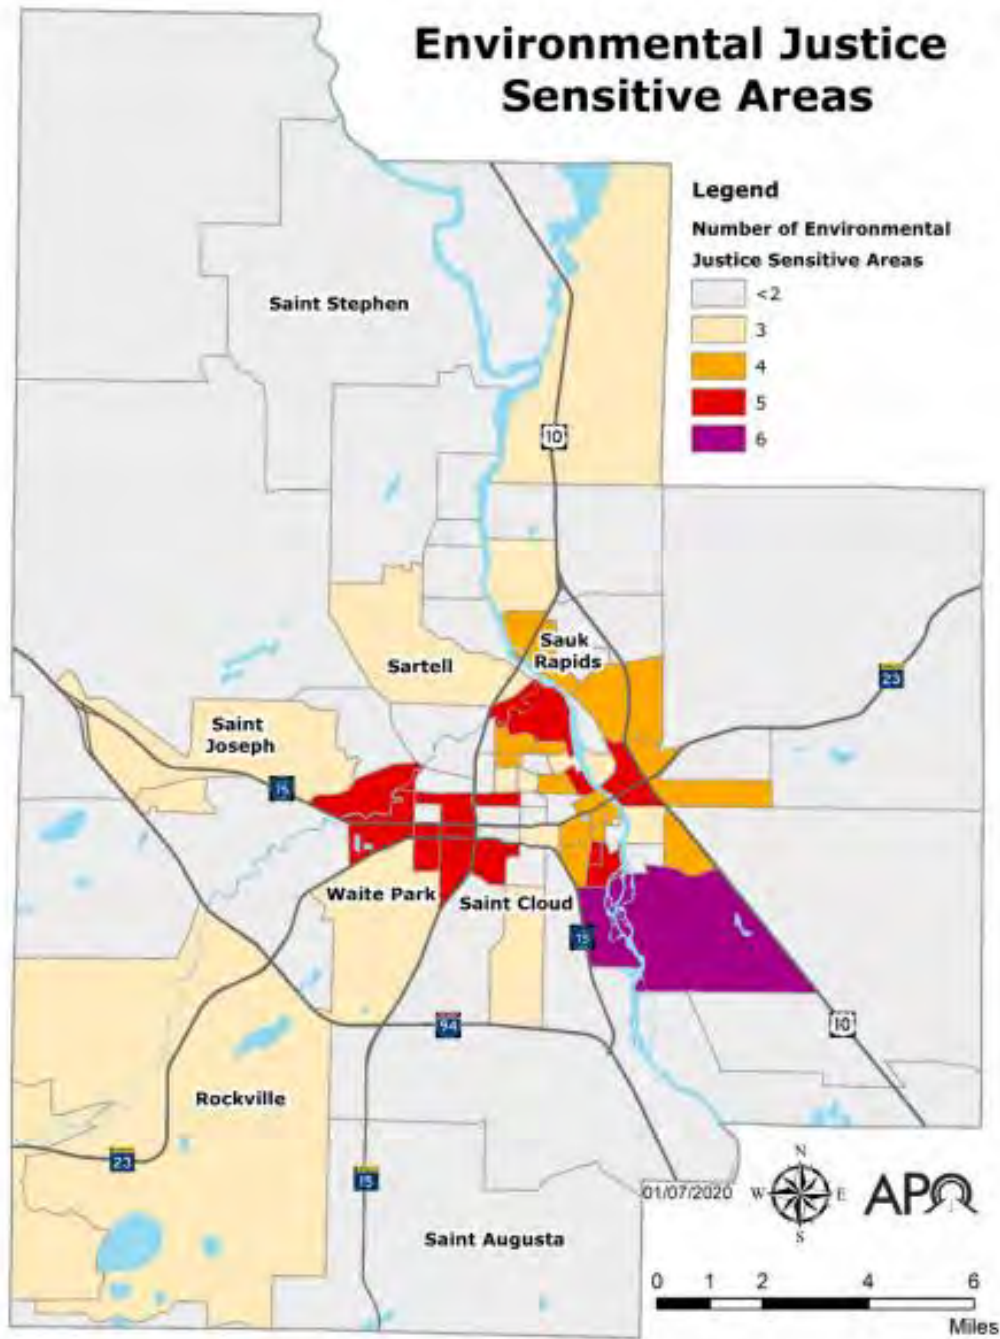 Environmental Justice
Sensitive Areas
Legend
Number of Environmental
Justice Sensitive Areas
<2
3
4
5
6
Saint Stephen
10
Sauk
Rapids
Sartell
23
Saint
Joseph
15
Waite Park
Saint Cloud
15
94
10
Rockville
23
15
01/07/2020
N
W
E
S
APO
Saint Augusta
0 1 2 4 6
Miles